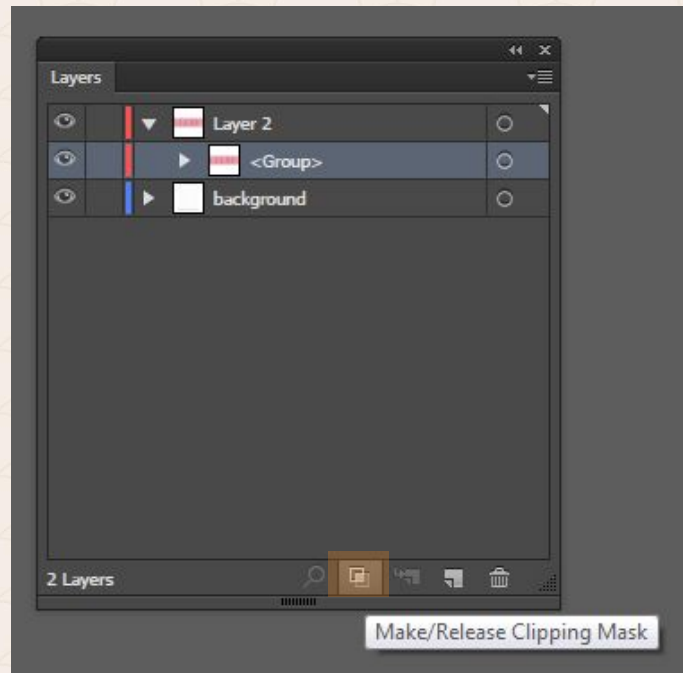 Layers
Layer 2
<Group>
background
2 Layers
Make/Release Clipping Mask